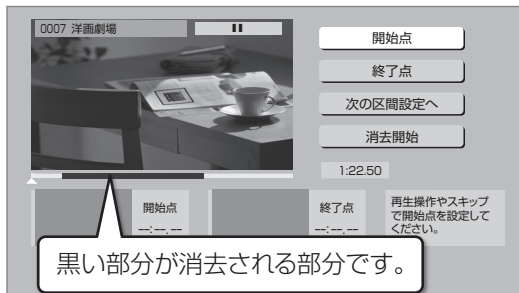 0007 洋画劇場
開始点
終了点
次の区間設定へ
消去開始
1:22.50
開始点
--:--.--
終了点
--:--.--
再生操作やスキップ
で開始点を設定して
ください。
黒い部分が消去される部分です。